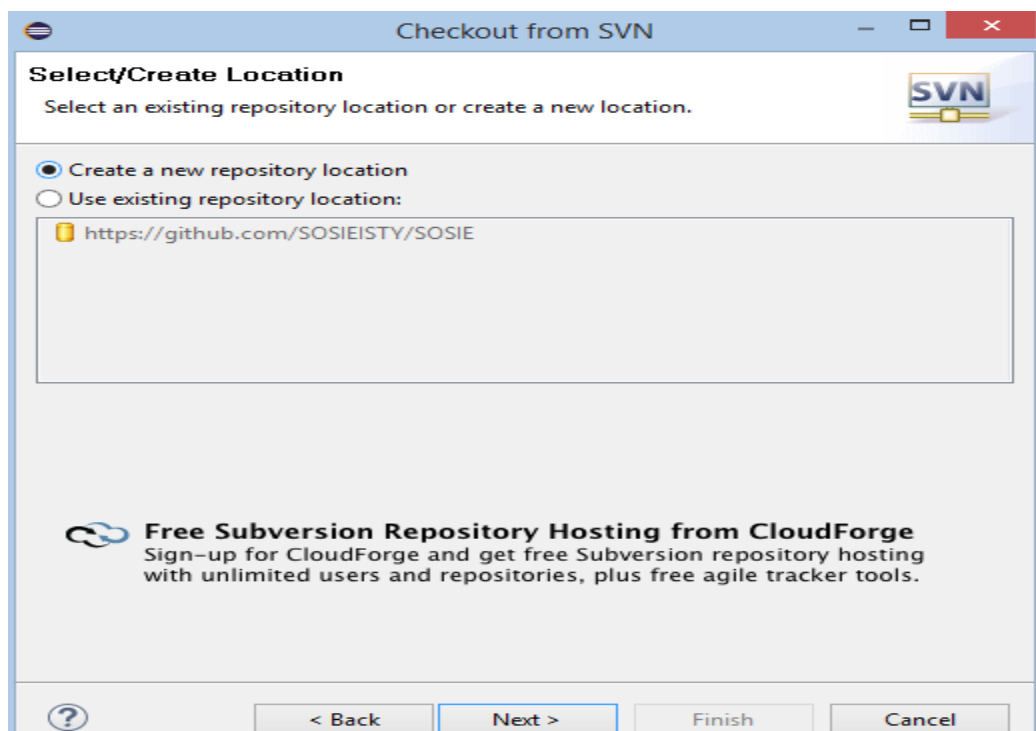 Checkout from SVN
Select/Create Location
Select an existing repository location or create a new location.
SVN
Create a new repository location
Use existing repository location:
https://github.com/SOSIEISTY/SOSIE
Free Subversion Repository Hosting from CloudForge
Sign-up for CloudForge and get free Subversion repository hosting
with unlimited users and repositories, plus free agile tracker tools.
? < Back Next > Finish Cancel